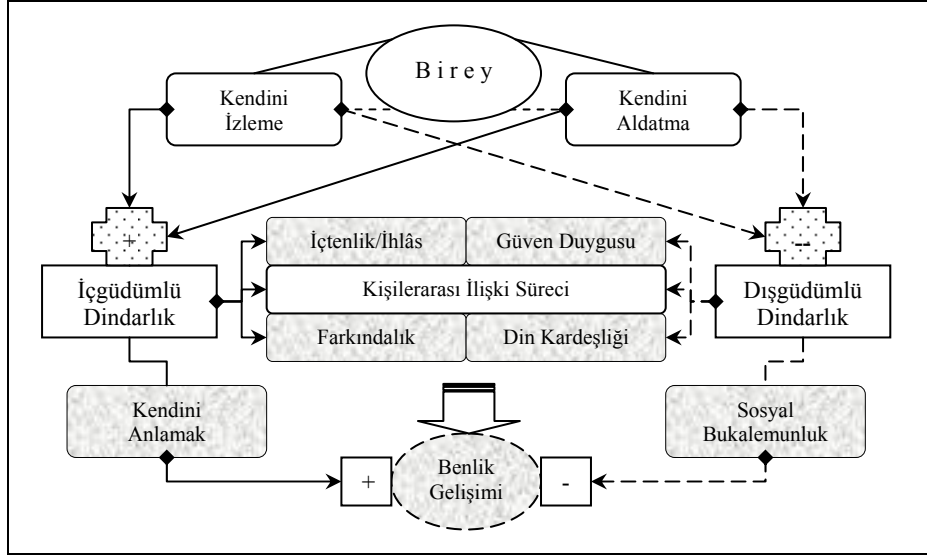 B i r e y
Kendini
İzleme
Kendini
Aldatma
+
-
İçtenlik/İhlâs
Güven Duygusu
İçgüdümlü
Dindarlık
Kişilerarası İlişki Süreci
Dışgüdümlü
Dindarlık
Farkındalık
Din Kardeşliği
Kendini
Anlamak
Sosyal
Bukalemunluk
+
Benlik
Gelişimi
-